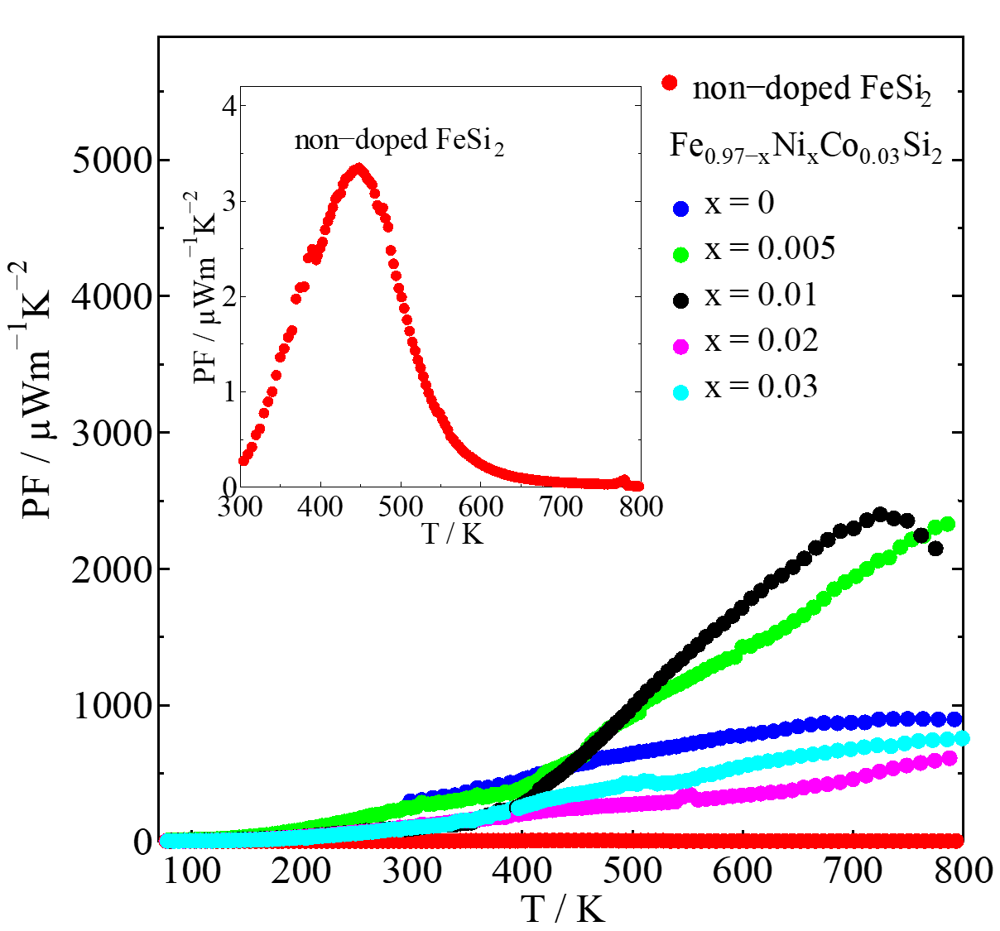 non−doped FeSi₂
Fe₀.₉₇₋ₓNiₓCo₀.₀₃Si₂
x = 0
x = 0.005
x = 0.01
x = 0.02
x = 0.03
PF / μWm⁻¹K⁻²
5000
4000
3000
2000
1000
0
100 200 300 400 500 600 700 800
T / K
non−doped FeSi₂
PF / μWm⁻¹K⁻²
4
3
2
1
0
300 400 500 600 700 800
T / K